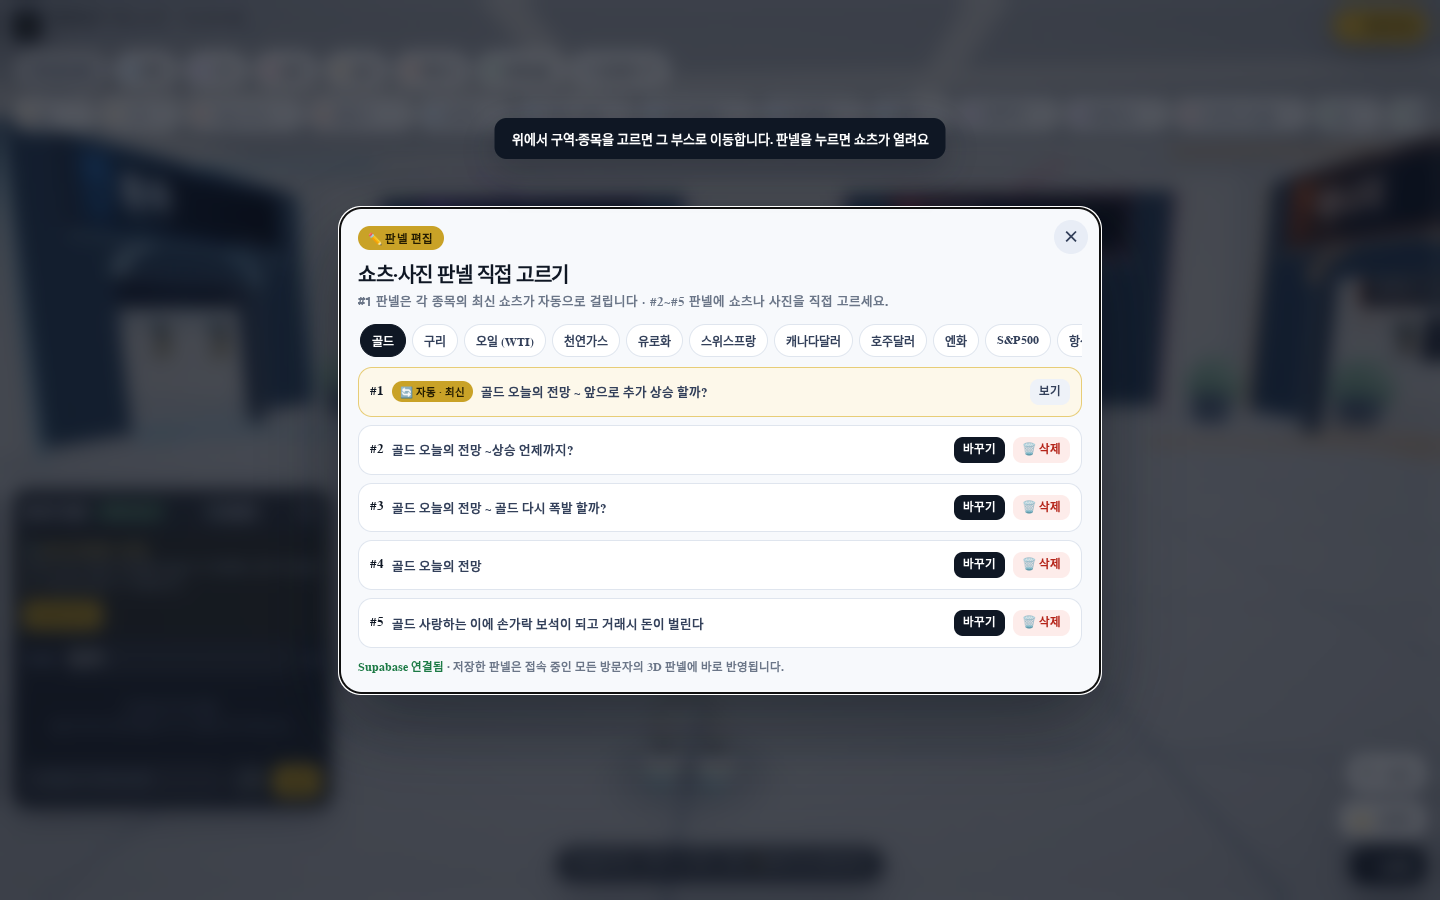 위에서 구역·종목을 고르면 그 부스로 이동합니다. 판넬을 누르면 쇼츠가 열려요
✏️ 판넬 편집
✕
쇼츠·사진 판넬 직접 고르기
#1 판넬은 각 종목의 최신 쇼츠가 자동으로 걸립니다 · #2~#5 판넬에 쇼츠나 사진을 직접 고르세요.
골드 구리 오일 (WTI) 천연가스 유로화 스위스프랑 캐나다달러 호주달러 엔화 S&P500 항
#1 🔄 자동 · 최신 골드 오늘의 전망 ~ 앞으로 추가 상승 할까? 보기
#2 골드 오늘의 전망 ~상승 언제까지? 바꾸기 🗑️ 삭제
#3 골드 오늘의 전망 ~ 골드 다시 폭발 할까? 바꾸기 🗑️ 삭제
#4 골드 오늘의 전망 바꾸기 🗑️ 삭제
#5 골드 사랑하는 이에 손가락 보석이 되고 거래시 돈이 벌린다 바꾸기 🗑️ 삭제
Supabase 연결됨 · 저장한 판넬은 접속 중인 모든 방문자의 3D 판넬에 바로 반영됩니다.